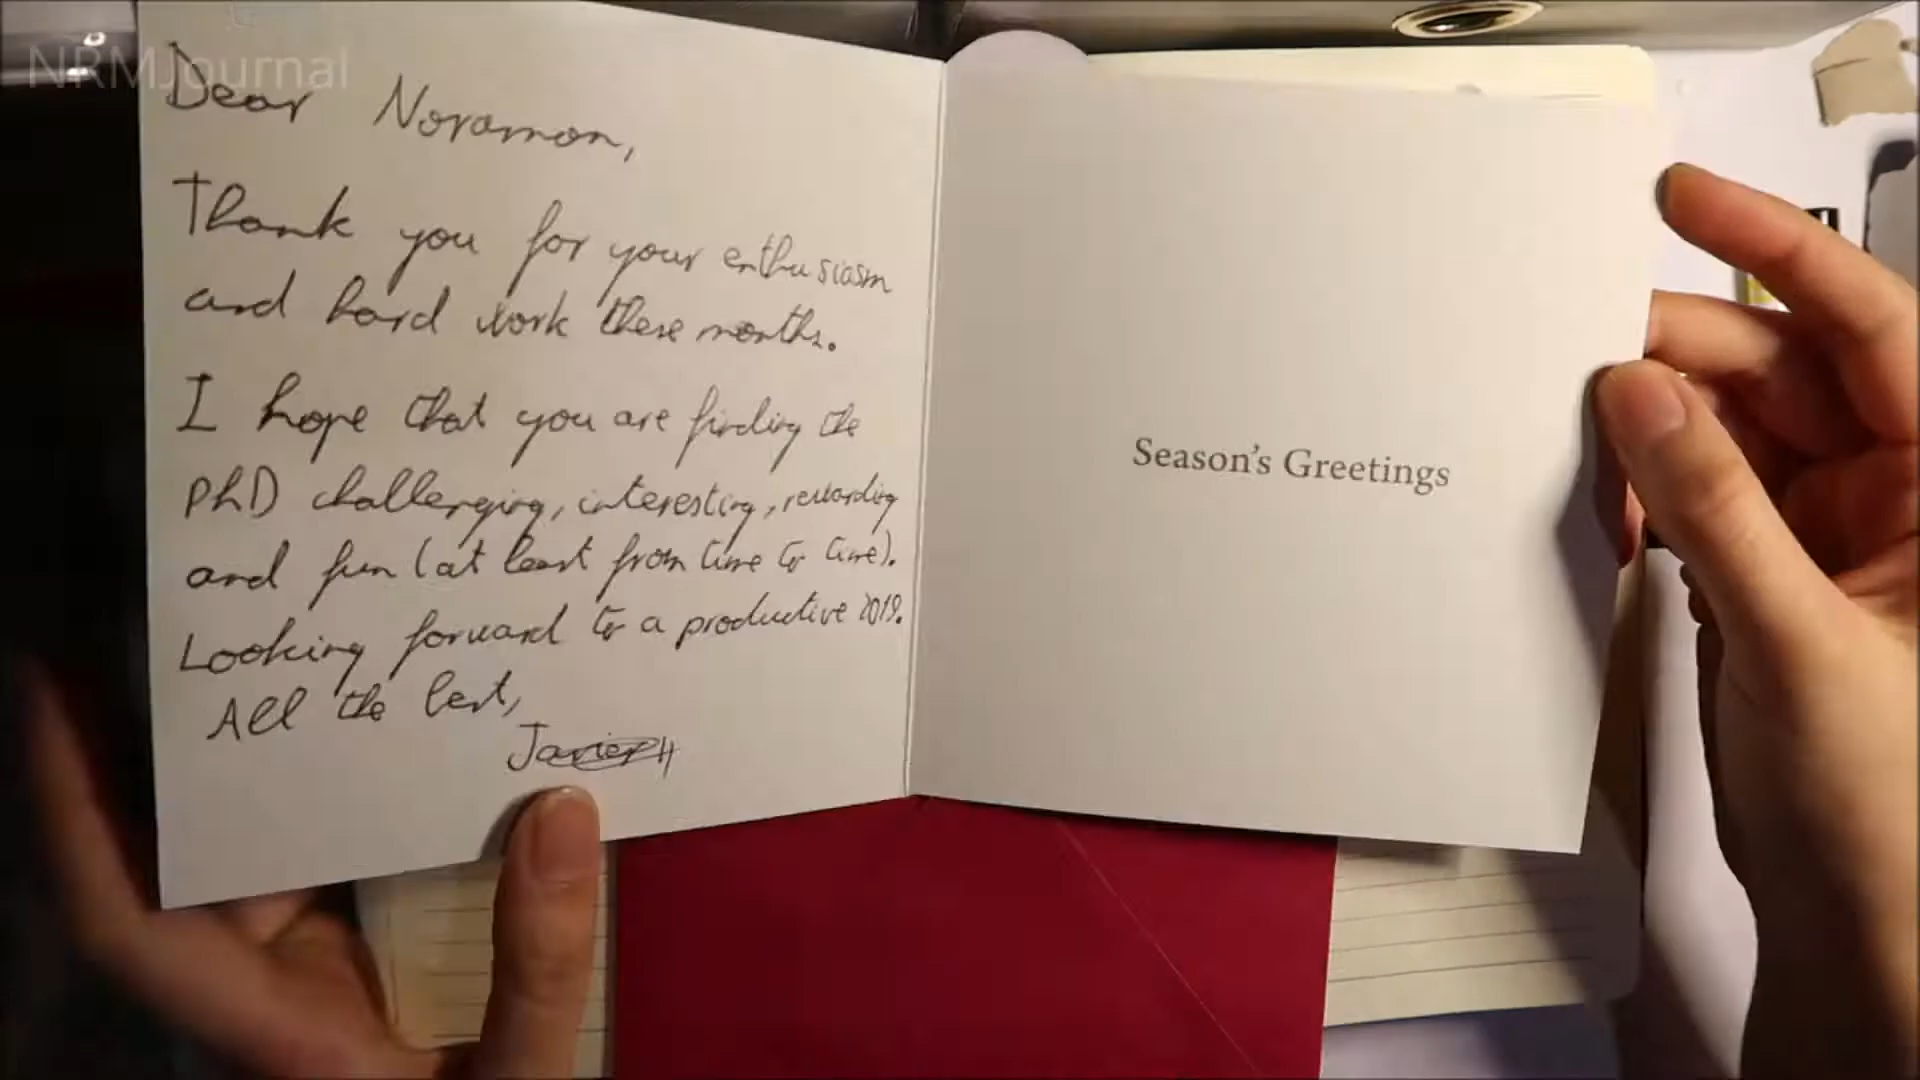 NRMJournal
Dear Noramon,
Thank you for your enthusiasm
and hard work these months.
I hope that you are finding the
PhD challenging, interesting, rewarding
and fun (at least from time to time).
Looking forward to a productive 2019.
All the best,
Javier
Season's Greetings